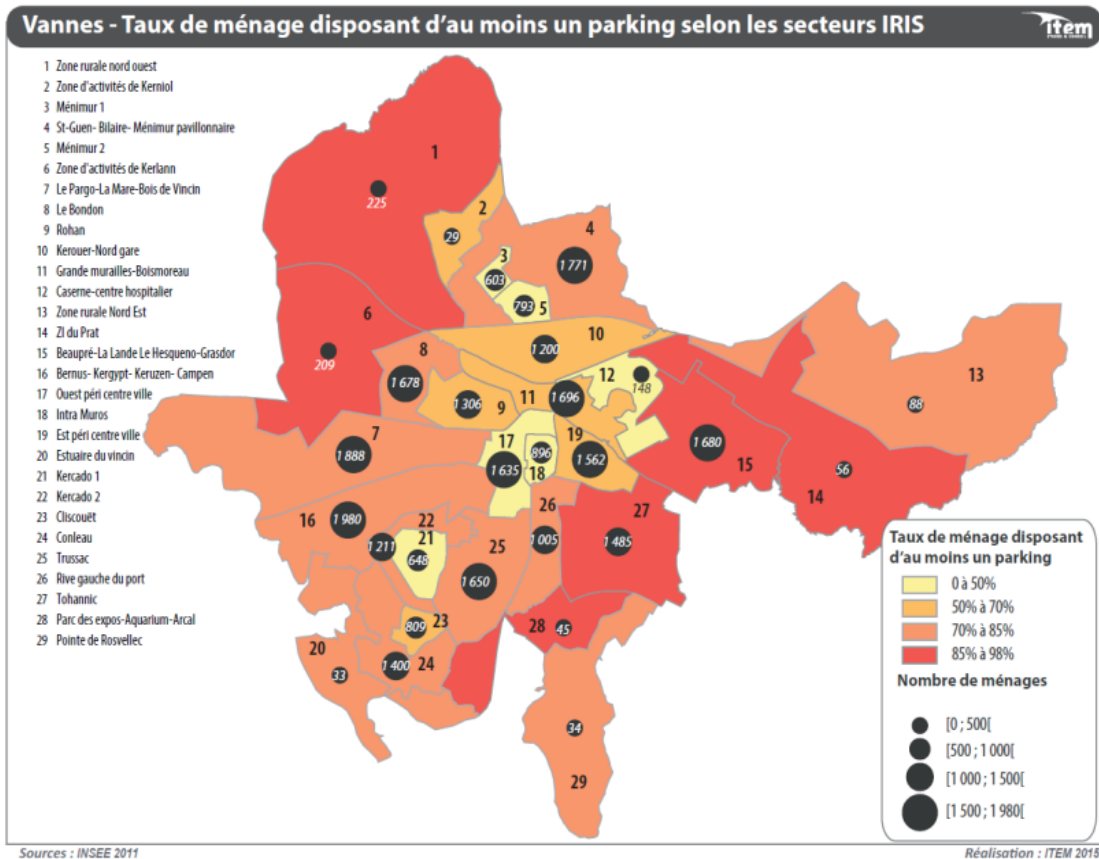 Vannes - Taux de ménage disposant d'au moins un parking selon les secteurs IRIS
item
1 Zone rurale nord ouest
2 Zone d'activités de Kerniol
3 Ménimur 1
4 St-Guen- Bilaire- Ménimur pavillonnaire
5 Ménimur 2
6 Zone d'activités de Kerlann
7 Le Pargo-La Mare-Bois de Vincin
8 Le Bondon
9 Rohan
10 Kerouer-Nord gare
11 Grande murailles-Boismoreau
12 Caserne-centre hospitalier
13 Zone rurale Nord Est
14 ZI du Prat
15 Beaupré-La Lande Le Hesqueno-Grasdor
16 Bernus- Kergypt- Keruzen- Campen
17 Ouest péri centre ville
18 Intra Muros
19 Est péri centre ville
20 Estuaire du vincin
21 Kercado 1
22 Kercado 2
23 Cliscouët
24 Conleau
25 Trussac
26 Rive gauche du port
27 Tohannic
28 Parc des expos-Aquarium-Arcal
29 Pointe de Rosvellec
1
225
2
29
3
603
4
1 771
793
5
6
209
8
1 678
10
1 200
12
148
13
88
9
1 306
11
1 696
7
1 888
17
1 635
896
18
19
1 562
1 680
15
56
14
16
1 980
22
1 211
21
648
25
1 650
26
1 005
27
1 485
809
23
20
33
1 400
24
28
45
34
29
Taux de ménage disposant
d'au moins un parking
0 à 50%
50% à 70%
70% à 85%
85% à 98%
Nombre de ménages
[0 ; 500[
[500 ; 1 000[
[1 000 ; 1 500[
[1 500 ; 1 980[
Sources : INSEE 2011
Réalisation : ITEM 2015